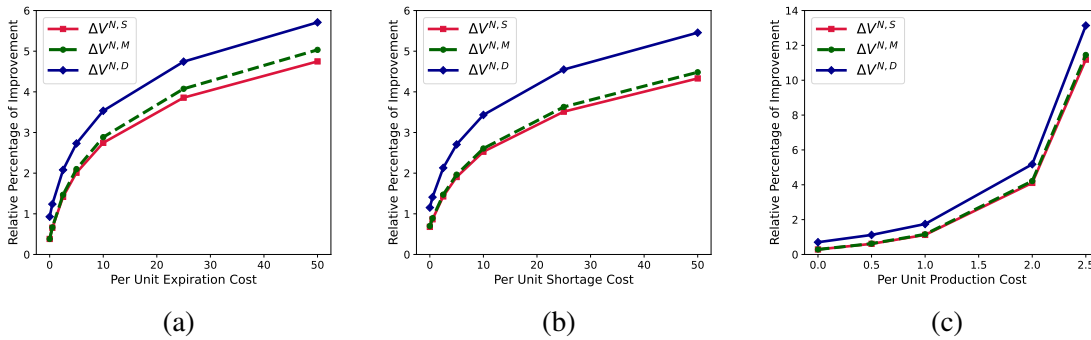 6
5
4
3
2
1
0
Relative Percentage of Improvement
ΔV^{N, S}
ΔV^{N, M}
ΔV^{N, D}
0 10 20 30 40 50
Per Unit Expiration Cost
(a)
6
5
4
3
2
1
0
Relative Percentage of Improvement
ΔV^{N, S}
ΔV^{N, M}
ΔV^{N, D}
0 10 20 30 40 50
Per Unit Shortage Cost
(b)
14
12
10
8
6
4
2
0
Relative Percentage of Improvement
ΔV^{N, S}
ΔV^{N, M}
ΔV^{N, D}
0.0 0.5 1.0 2.0 2.5
Per Unit Production Cost
(c)